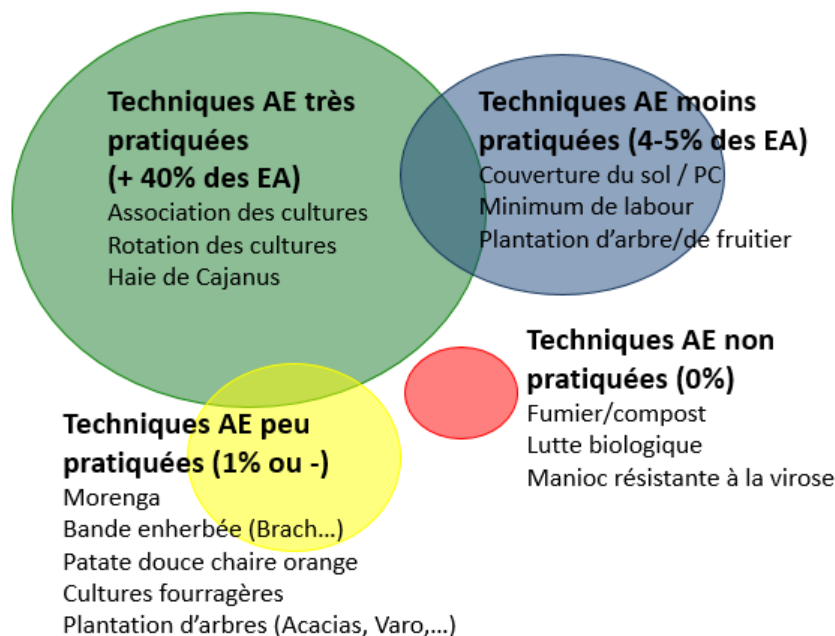 Techniques AE très
pratiquées
(+ 40% des EA)
Association des cultures
Rotation des cultures
Haie de Cajanus
Techniques AE moins
pratiquées (4-5% des EA)
Couverture du sol / PC
Minimum de labour
Plantation d’arbre/de fruitier
Techniques AE non
pratiquées (0%)
Fumier/compost
Lutte biologique
Manioc résistante à la virose
Techniques AE peu
pratiquées (1% ou -)
Morenga
Bande enherbée (Brach…)
Patate douce chaire orange
Cultures fourragères
Plantation d’arbres (Acacias, Varo,…)